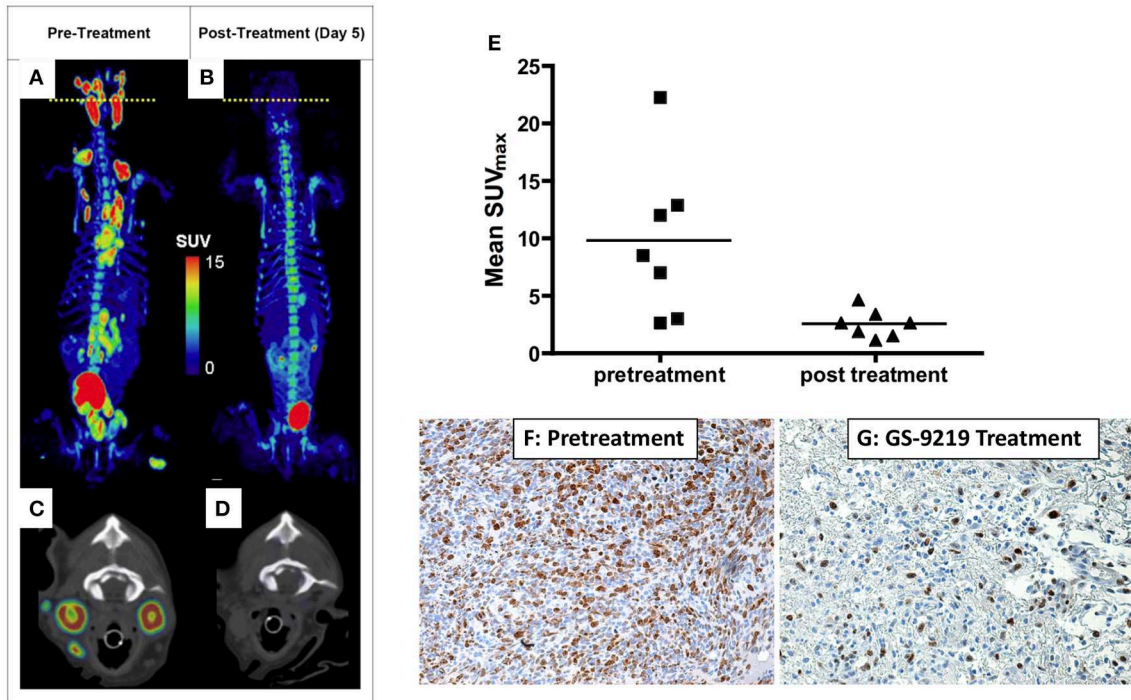 Pre-Treatment
Post-Treatment (Day 5)
A
B
SUV
15
0
C
D
E
Mean SUVmax
25
20
15
10
5
0
pretreatment
post treatment
F: Pretreatment
G: GS-9219 Treatment